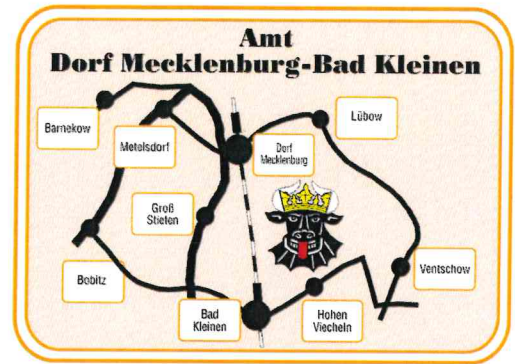 Amt
Dorf Mecklenburg-Bad Kleinen
Barnekow
Metelsdorf
Dorf
Mecklenburg
Lübow
Groß
Stieten
Bobitz
Bad
Kleinen
Hohen
Viecheln
Ventschow